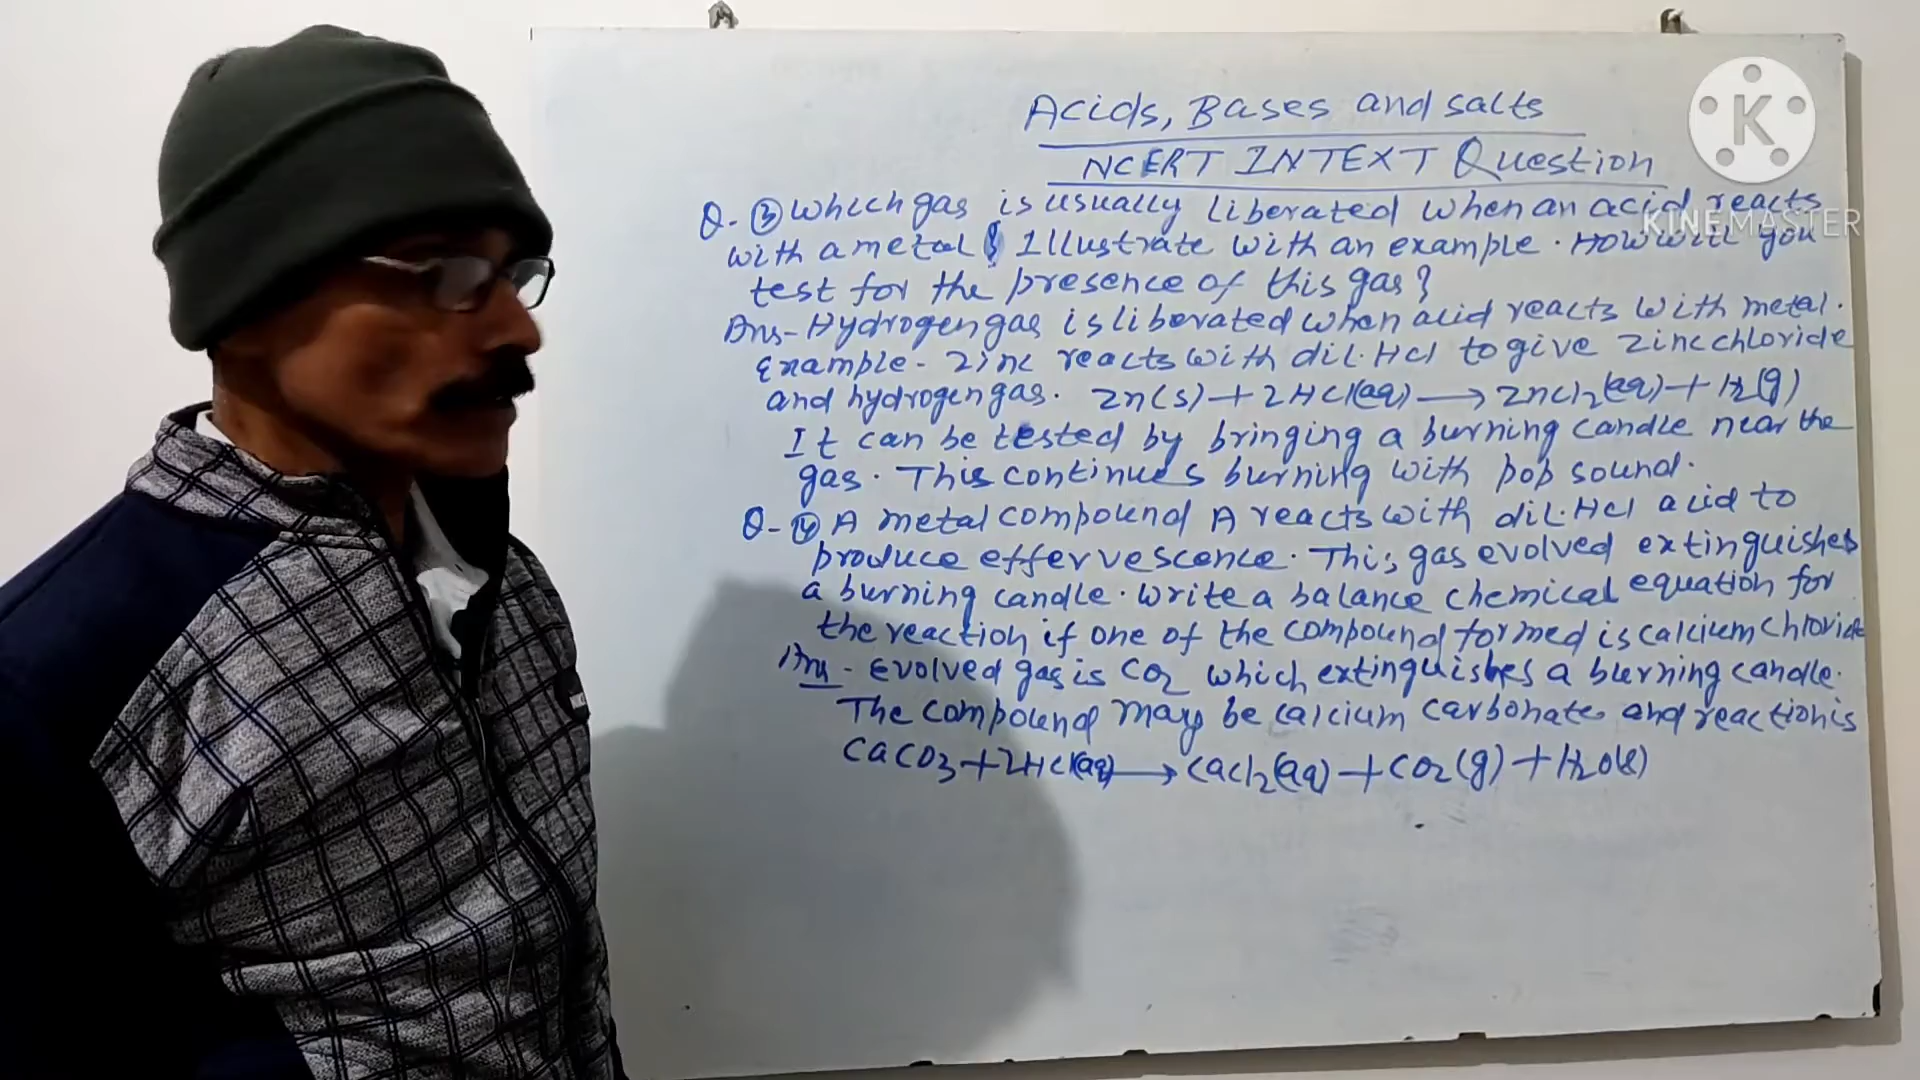 Acids, Bases and salts
NCERT INTEXT Question
K
KINEMASTER
Q-③ which gas is usually liberated when an acid reacts
with a metal? Illustrate with an example. How will you
test for the presence of this gas?
Ans-Hydrogen gas is liberated when acid reacts with metal.
Example- Zinc reacts with dil. HCl to give zinc chloride
and hydrogen gas. Zn(s)+2HCl(aq)⟶ZnCl2(aq)+H2(g)
It can be tested by bringing a burning candle near the
gas. This continues burning with pop sound.
Q-④ A metal compound A reacts with dil. HCl acid to
produce effervescence. This gas evolved extinguishes
a burning candle. Write a balance chemical equation for
the reaction if one of the compound formed is calcium chloride
Ans - Evolved gas is CO2 which extinguishes a burning candle.
The compound may be calcium carbonate and reaction is
CaCO3+2HCl(aq)⟶CaCl2(aq)+CO2(g)+H2O(l)